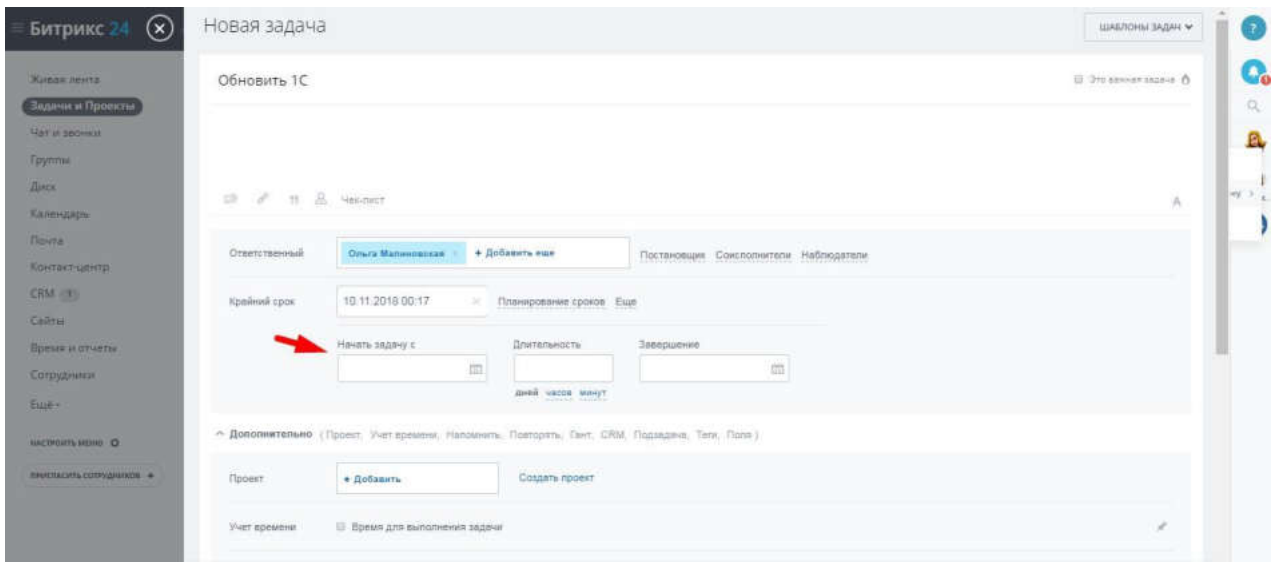 Битрикс 24
Новая задача
ШАБЛОНЫ ЗАДАЧ
Живая лента
Задачи и Проекты
Чат и звонки
Группы
Диск
Календарь
Почта
Контакт-центр
CRM 1
Сайты
Время и отчеты
Сотрудники
Ещё
НАСТРОИТЬ МЕНЮ
ПРИГЛАСИТЬ СОТРУДНИКОВ +
Обновить 1С
Это важная задача
Чек-лист
A
Ответственный
Ольга Малиновская × + Добавить еще
Постановщик Соисполнители Наблюдатели
Крайний срок
10.11.2018 00:17 × Планирование сроков Еще
Начать задачу с Длительность Завершение
дней часов минут
Дополнительно (Проект, Учет времени, Напомнить, Повторять, Гант, CRM, Подзадача, Теги, Поля)
Проект + Добавить Создать проект
Учет времени Время для выполнения задачи
?
1